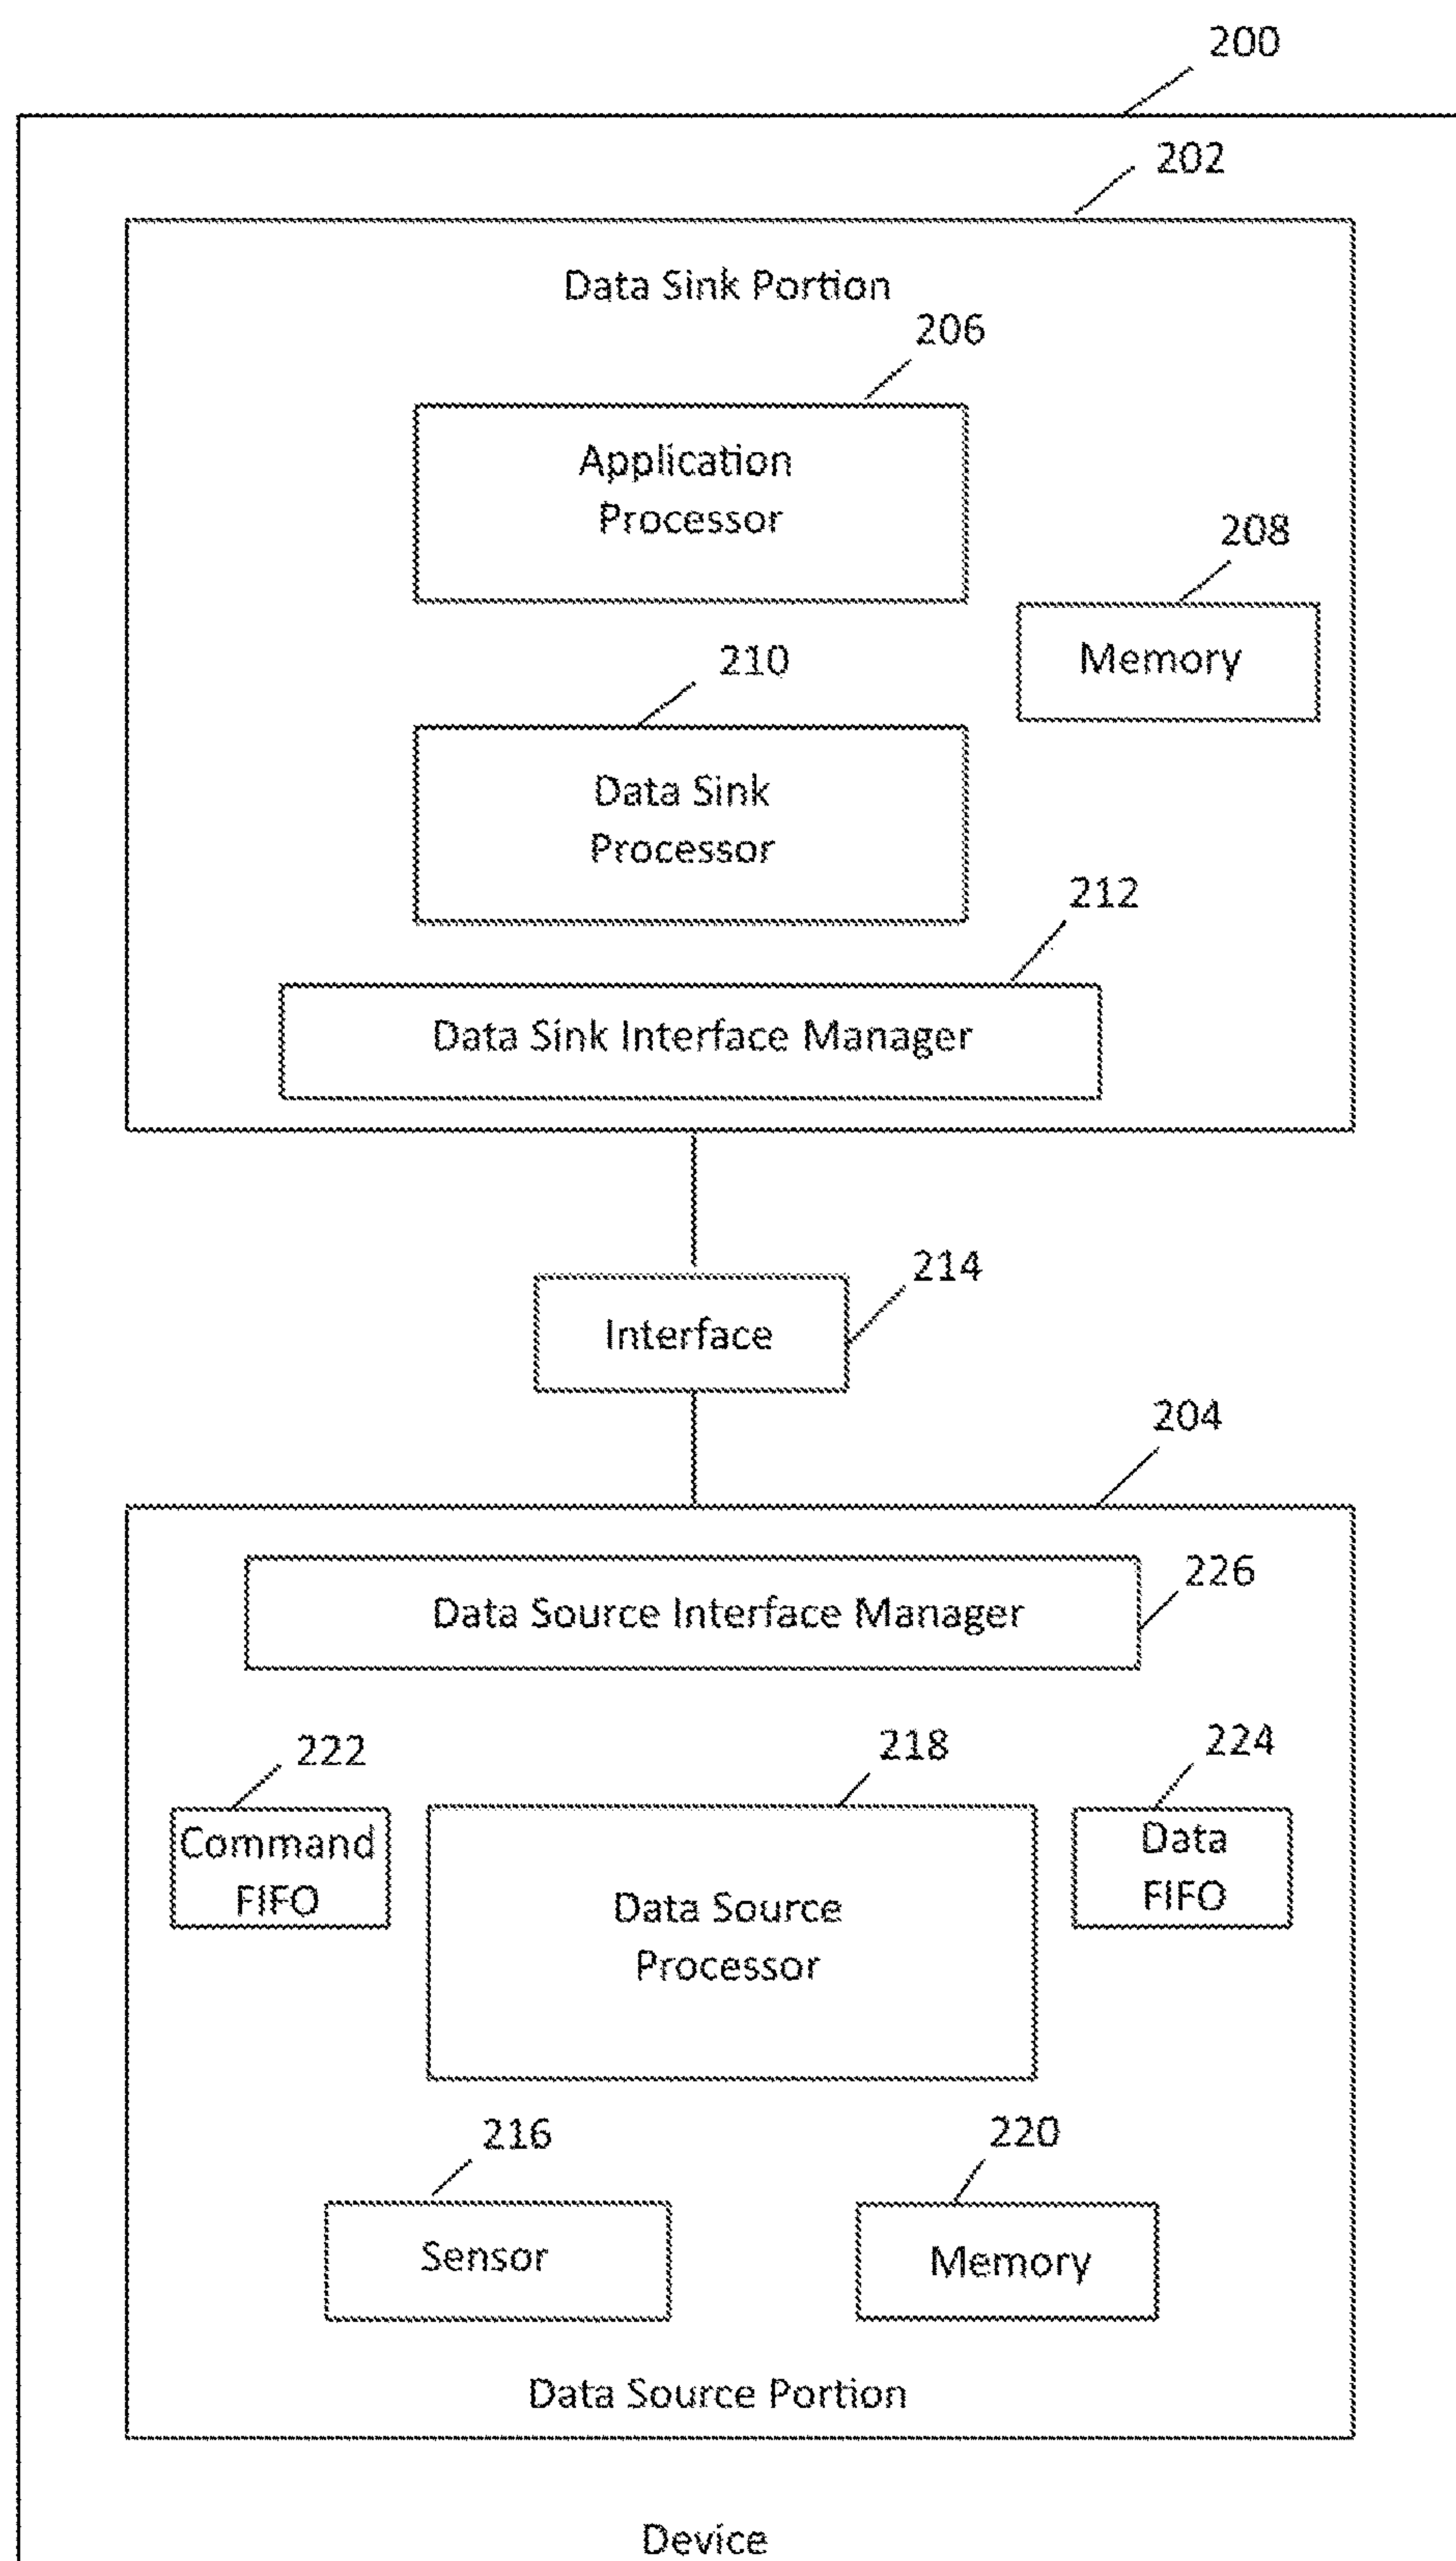 200
202
Data Sink Portion
206
Application
Processor
208
Memory
210
Data Sink
Processor
212
Data Sink Interface Manager
214
Interface
204
226
Data Source Interface Manager
222
218
224
Command
FIFO
Data Source
Processor
Data
FIFO
216
220
Sensor
Memory
Data Source Portion
Device